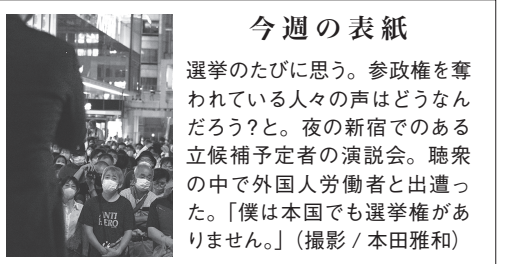 今週の表紙
選挙のたびに思う。参政権を奪
われている人々の声はどうなん
だろう?と。夜の新宿でのある
立候補予定者の演説会。聴衆
の中で外国人労働者と出遭っ
た。「僕は本国でも選挙権があ
りません。」（撮影 / 本田雅和）
ANTI
HERO